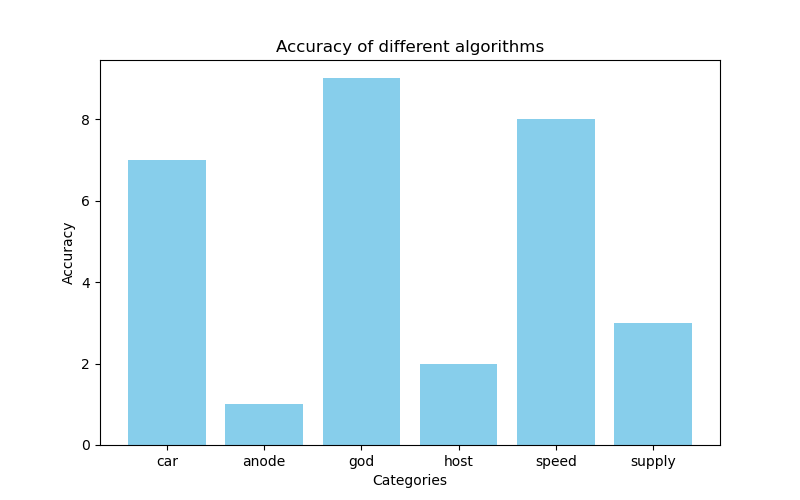 Accuracy of different algorithms
Accuracy
8
6
4
2
0
car anode god host speed supply
Categories